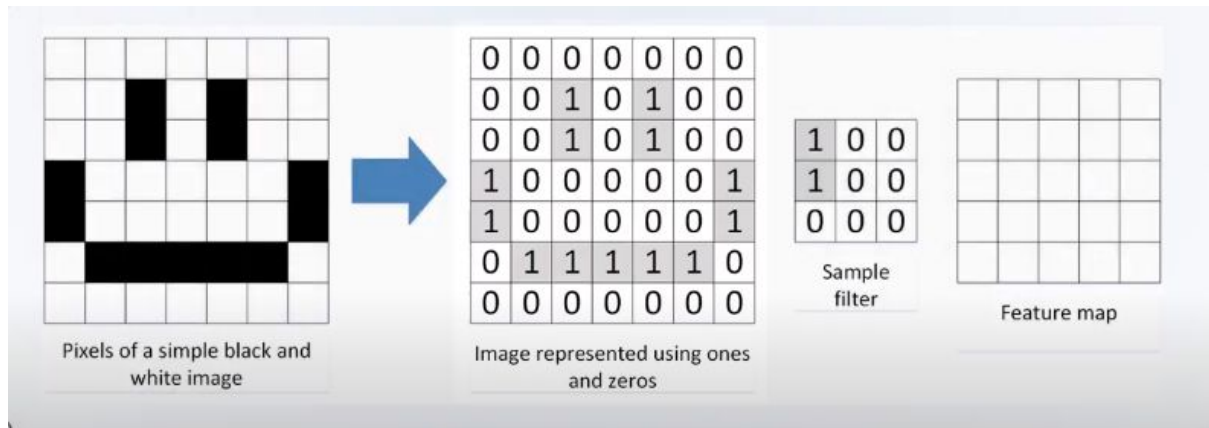 0 0 0 0 0 0 0
0 0 1 0 1 0 0
0 0 1 0 1 0 0
1 0 0 0 0 0 1
1 0 0 0 0 0 1
0 1 1 1 1 1 0
0 0 0 0 0 0 0
1 0 0
1 0 0
0 0 0
Pixels of a simple black and
white image
Image represented using ones
and zeros
Sample
filter
Feature map